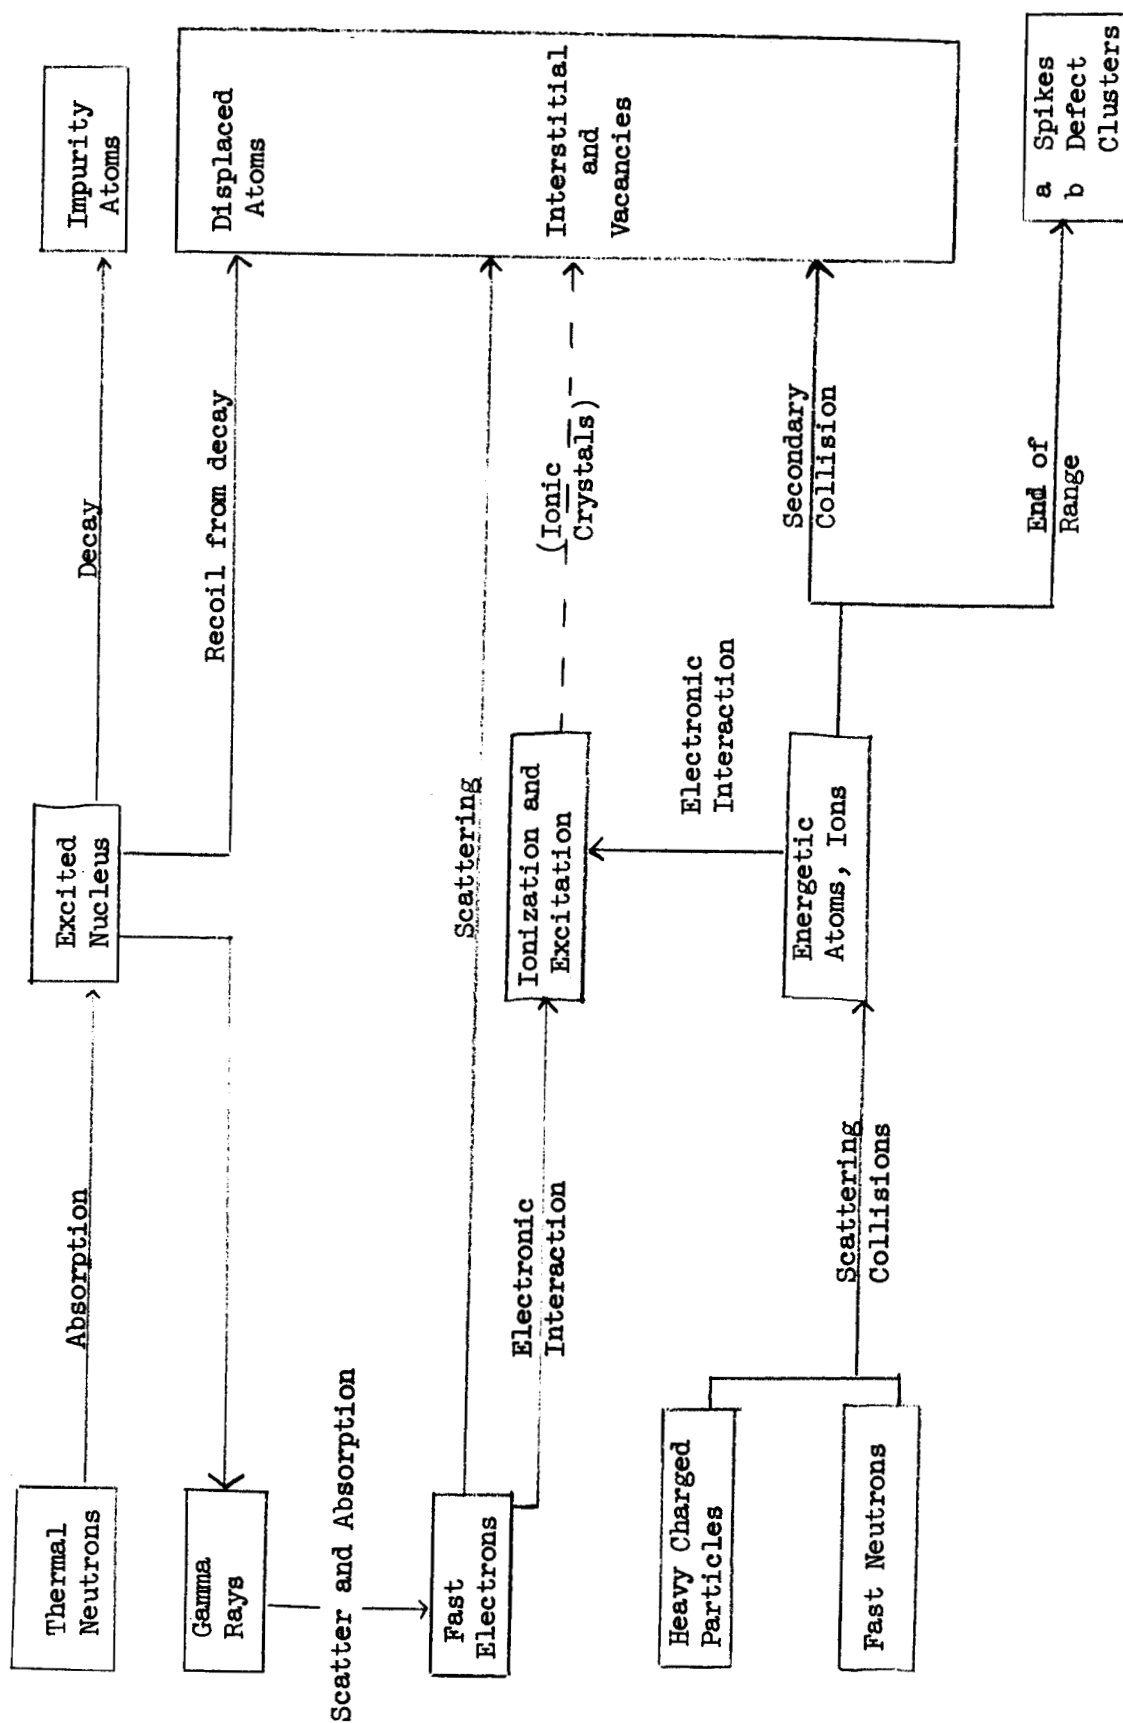 Thermal
Neutrons
Absorption
Excited
Nucleus
Decay
Impurity
Atoms
Gamma
Rays
Recoil from decay
Displaced
Atoms
Scatter and Absorption
Fast
Electrons
Scattering
Electronic
Interaction
Ionization and
Excitation
(Ionic
Crystals)
Interstitial
and
Vacancies
Electronic
Interaction
Heavy Charged
Particles
Fast Neutrons
Scattering
Collisions
Energetic
Atoms, Ions
Secondary
Collision
End of
Range
a Spikes
b Defect
Clusters